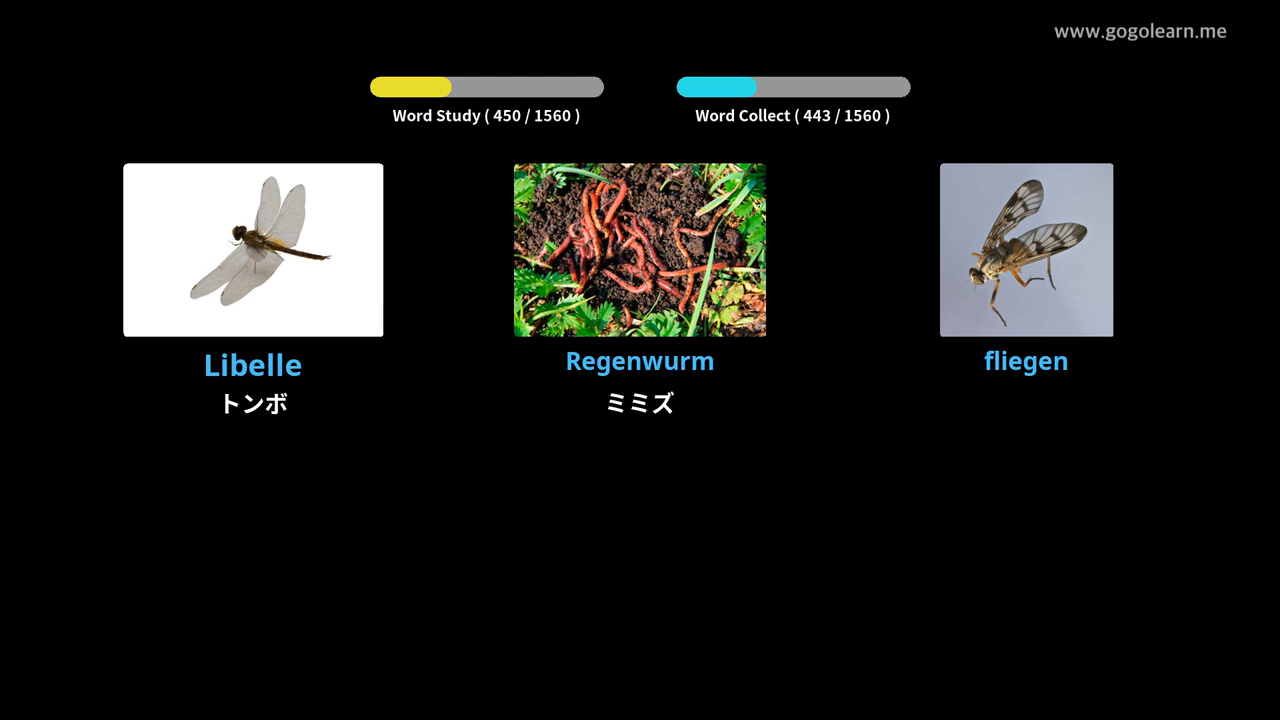 www.gogolearn.me
Word Study ( 450 / 1560 )
Word Collect ( 443 / 1560 )
Libelle
トンボ
Regenwurm
ミミズ
fliegen